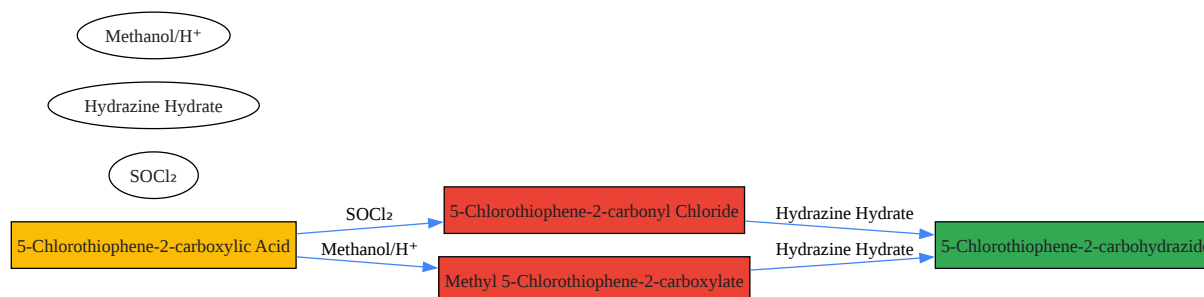 Methanol/H⁺
Hydrazine Hydrate
SOCl₂
5-Chlorothiophene-2-carboxylic Acid
SOCl₂
Methanol/H⁺
5-Chlorothiophene-2-carbonyl Chloride
Methyl 5-Chlorothiophene-2-carboxylate
Hydrazine Hydrate
Hydrazine Hydrate
5-Chlorothiophene-2-carbohydrazide